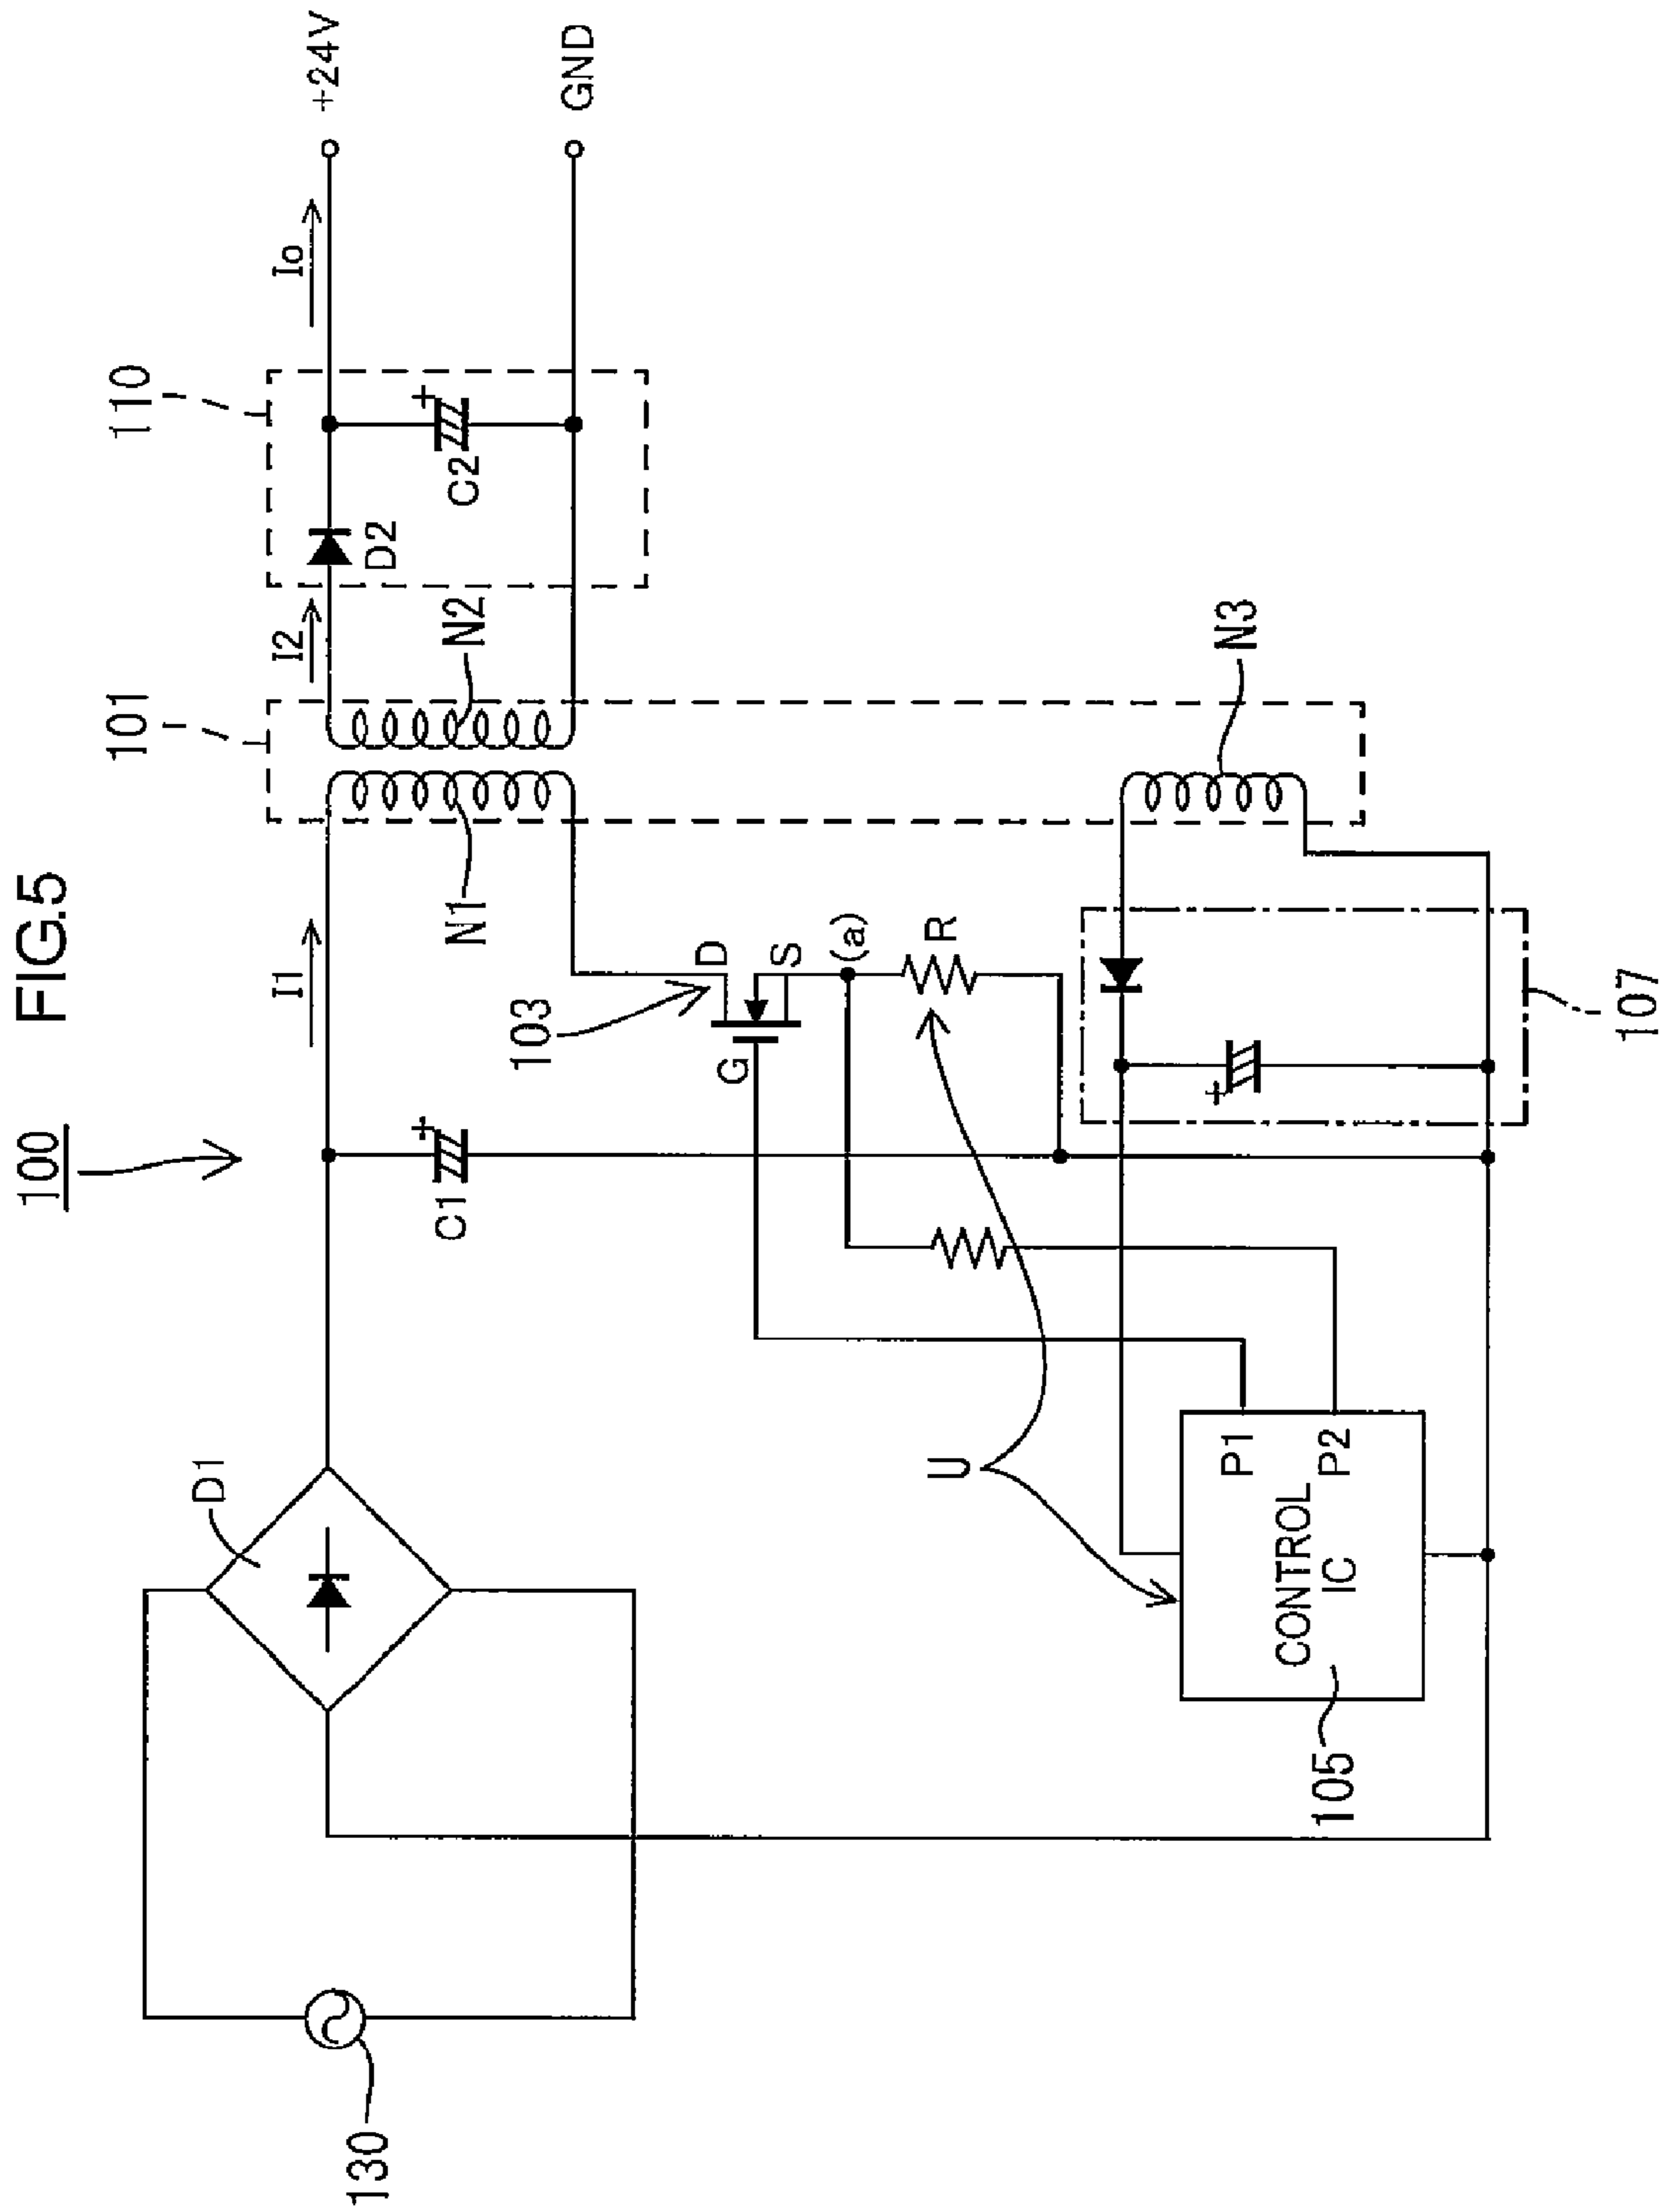 FIG.5
100
101
110
I1
I2
Io
+24V
D1
C1
N1
N2
D2
C2
GND
130
103
D
G
S
(a)
R
U
N3
P1
P2
CONTROL
IC
105
107
+
+
+